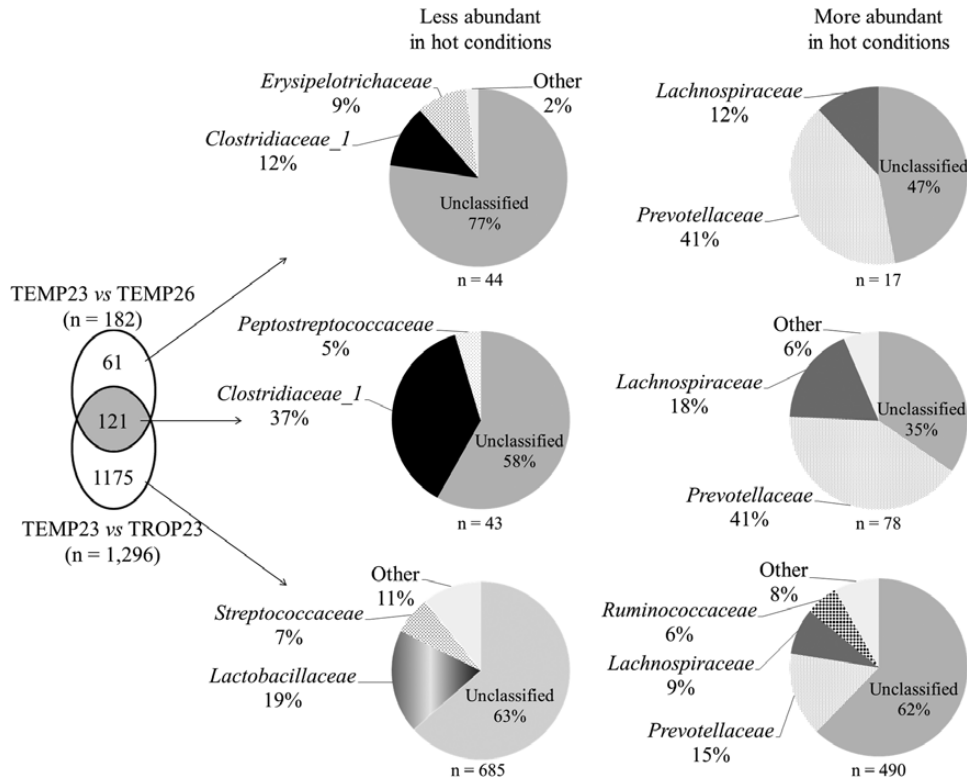 Less abundant
in hot conditions
More abundant
in hot conditions
Erysipelotrichaceae
9%
Other
2%
Clostridiaceae_1
12%
Unclassified
77%
n = 44
Lachnospiraceae
12%
Unclassified
47%
Prevotellaceae
41%
n = 17
TEMP23 vs TEMP26
(n = 182)
61
121
1175
TEMP23 vs TROP23
(n = 1,296)
Peptostreptococcaceae
5%
Clostridiaceae_1
37%
Unclassified
58%
n = 43
Other
6%
Lachnospiraceae
18%
Unclassified
35%
Prevotellaceae
41%
n = 78
Other
11%
Streptococcaceae
7%
Lactobacillaceae
19%
Unclassified
63%
n = 685
Other
8%
Ruminococcaceae
6%
Lachnospiraceae
9%
Unclassified
62%
Prevotellaceae
15%
n = 490